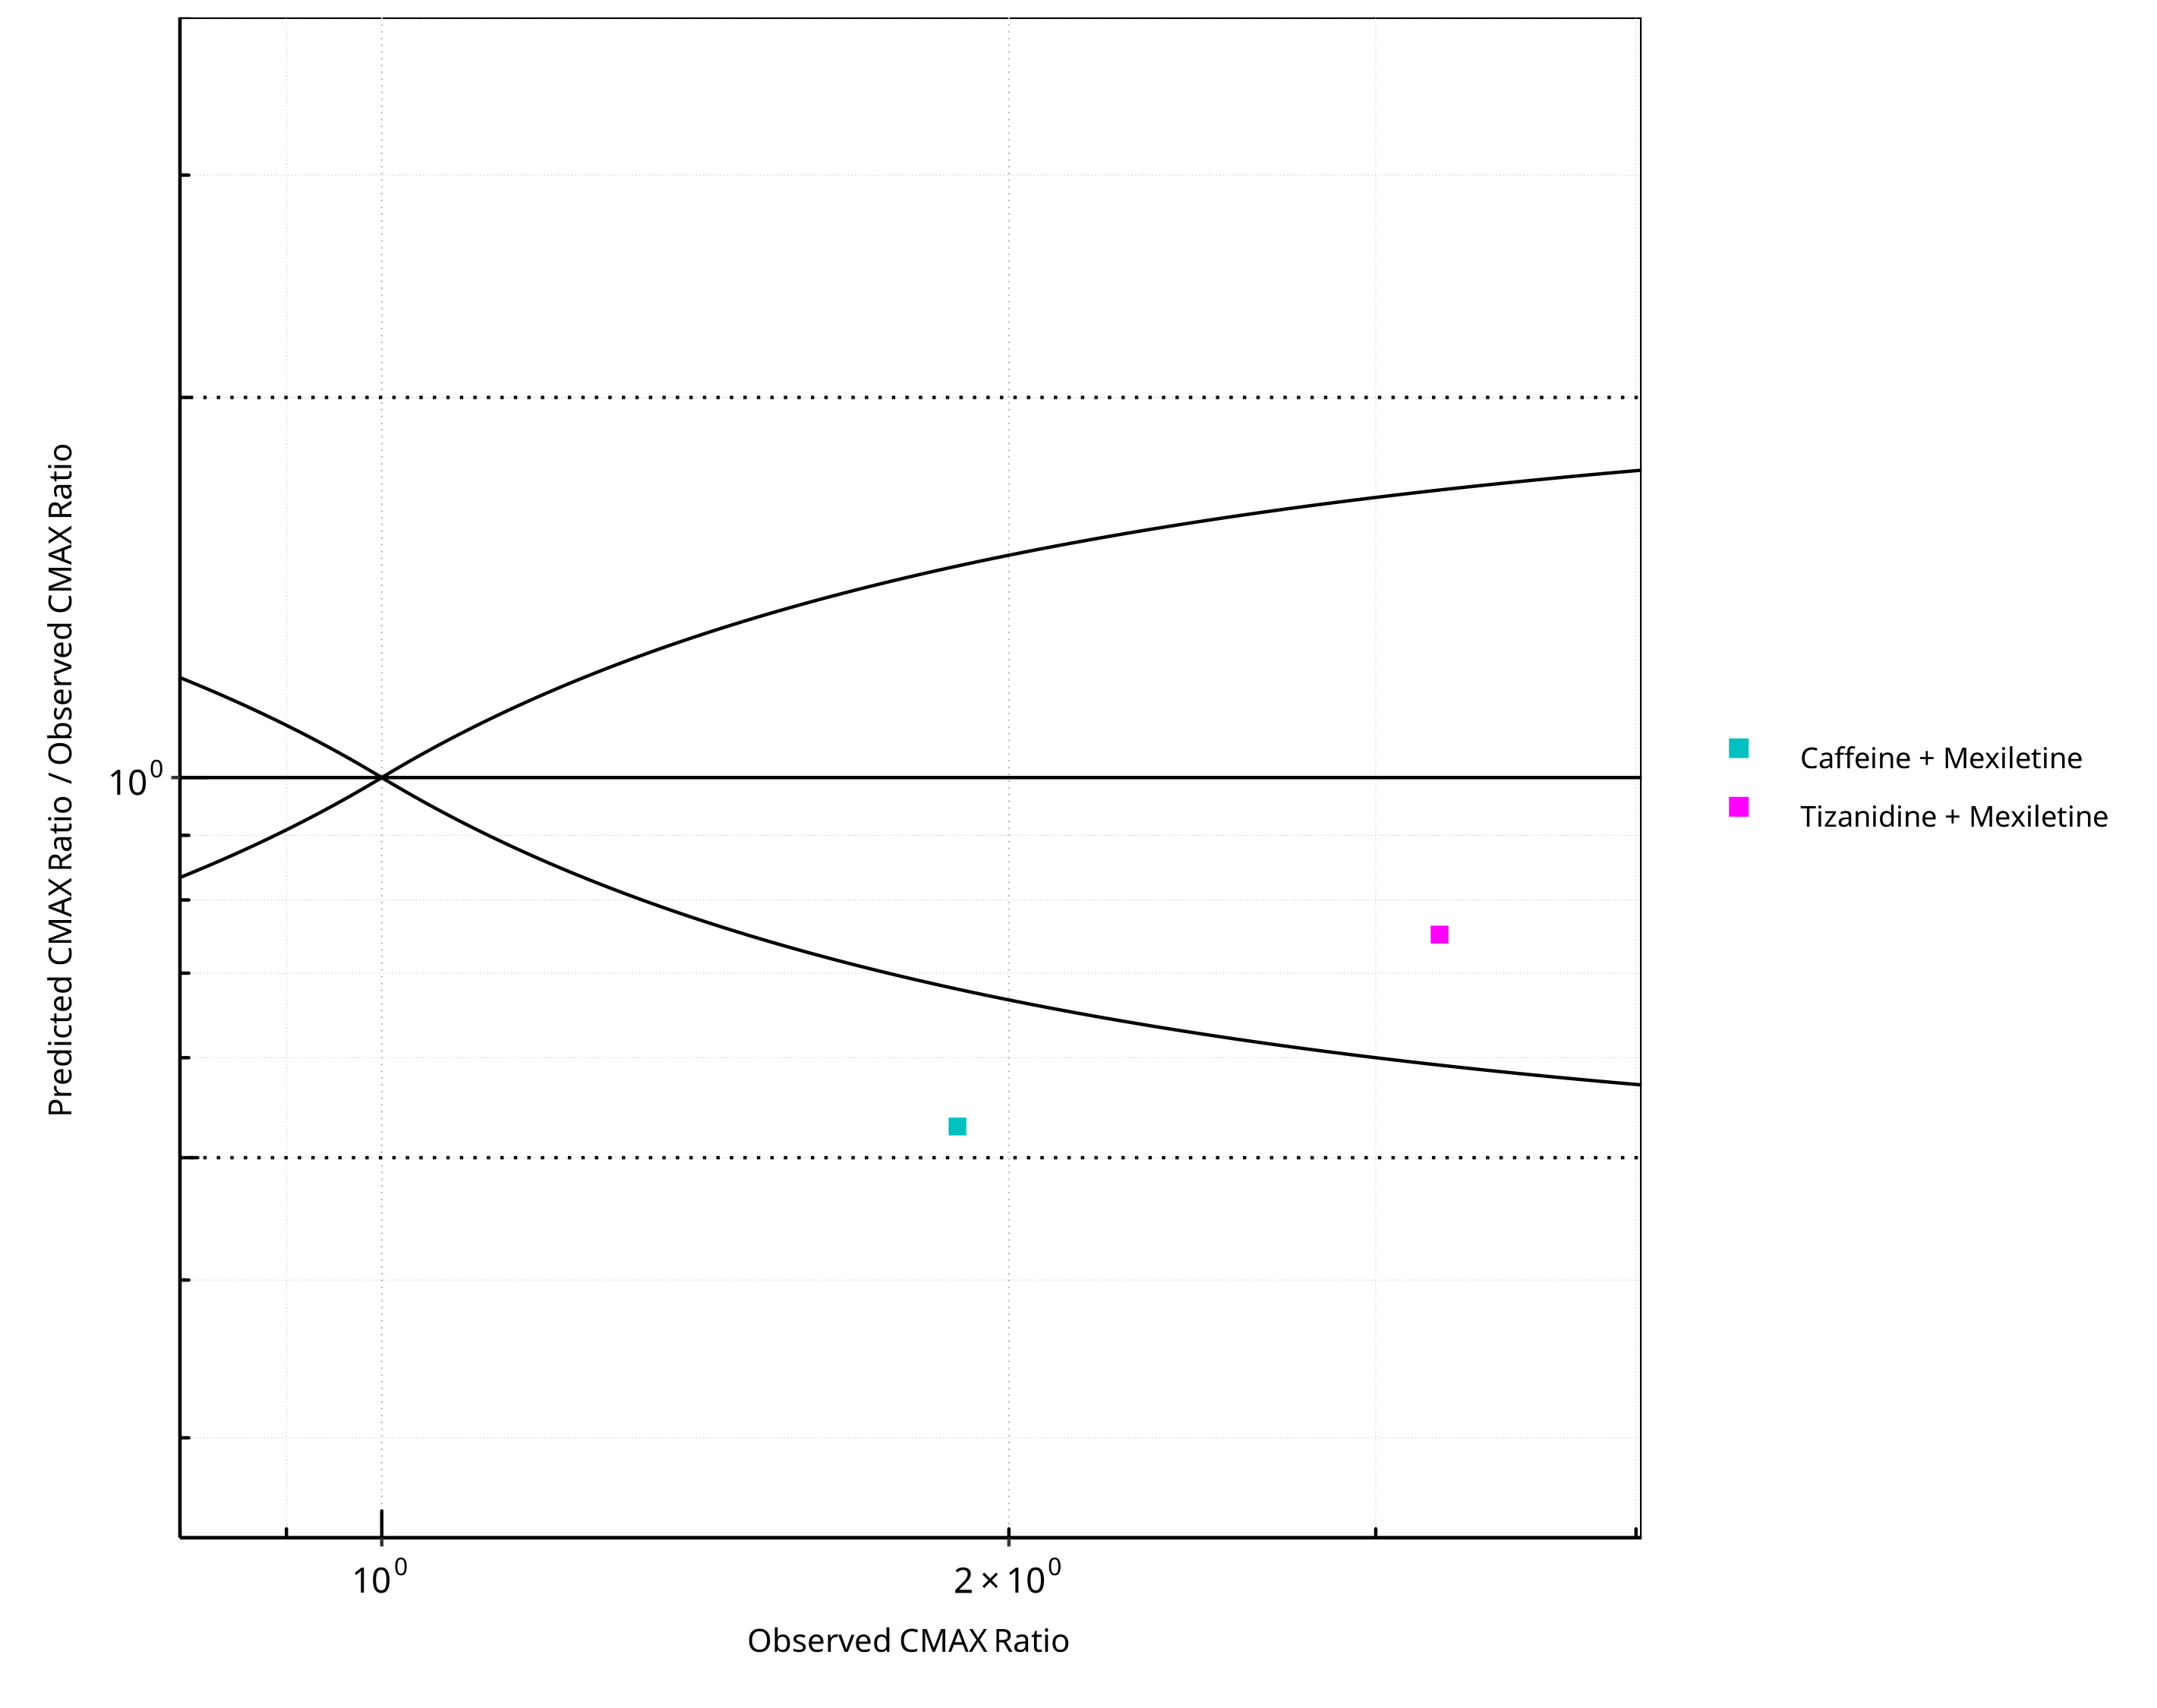 Predicted CMAX Ratio / Observed CMAX Ratio
10⁰
10⁰
2 × 10⁰
Observed CMAX Ratio
Caffeine + Mexiletine
Tizanidine + Mexiletine